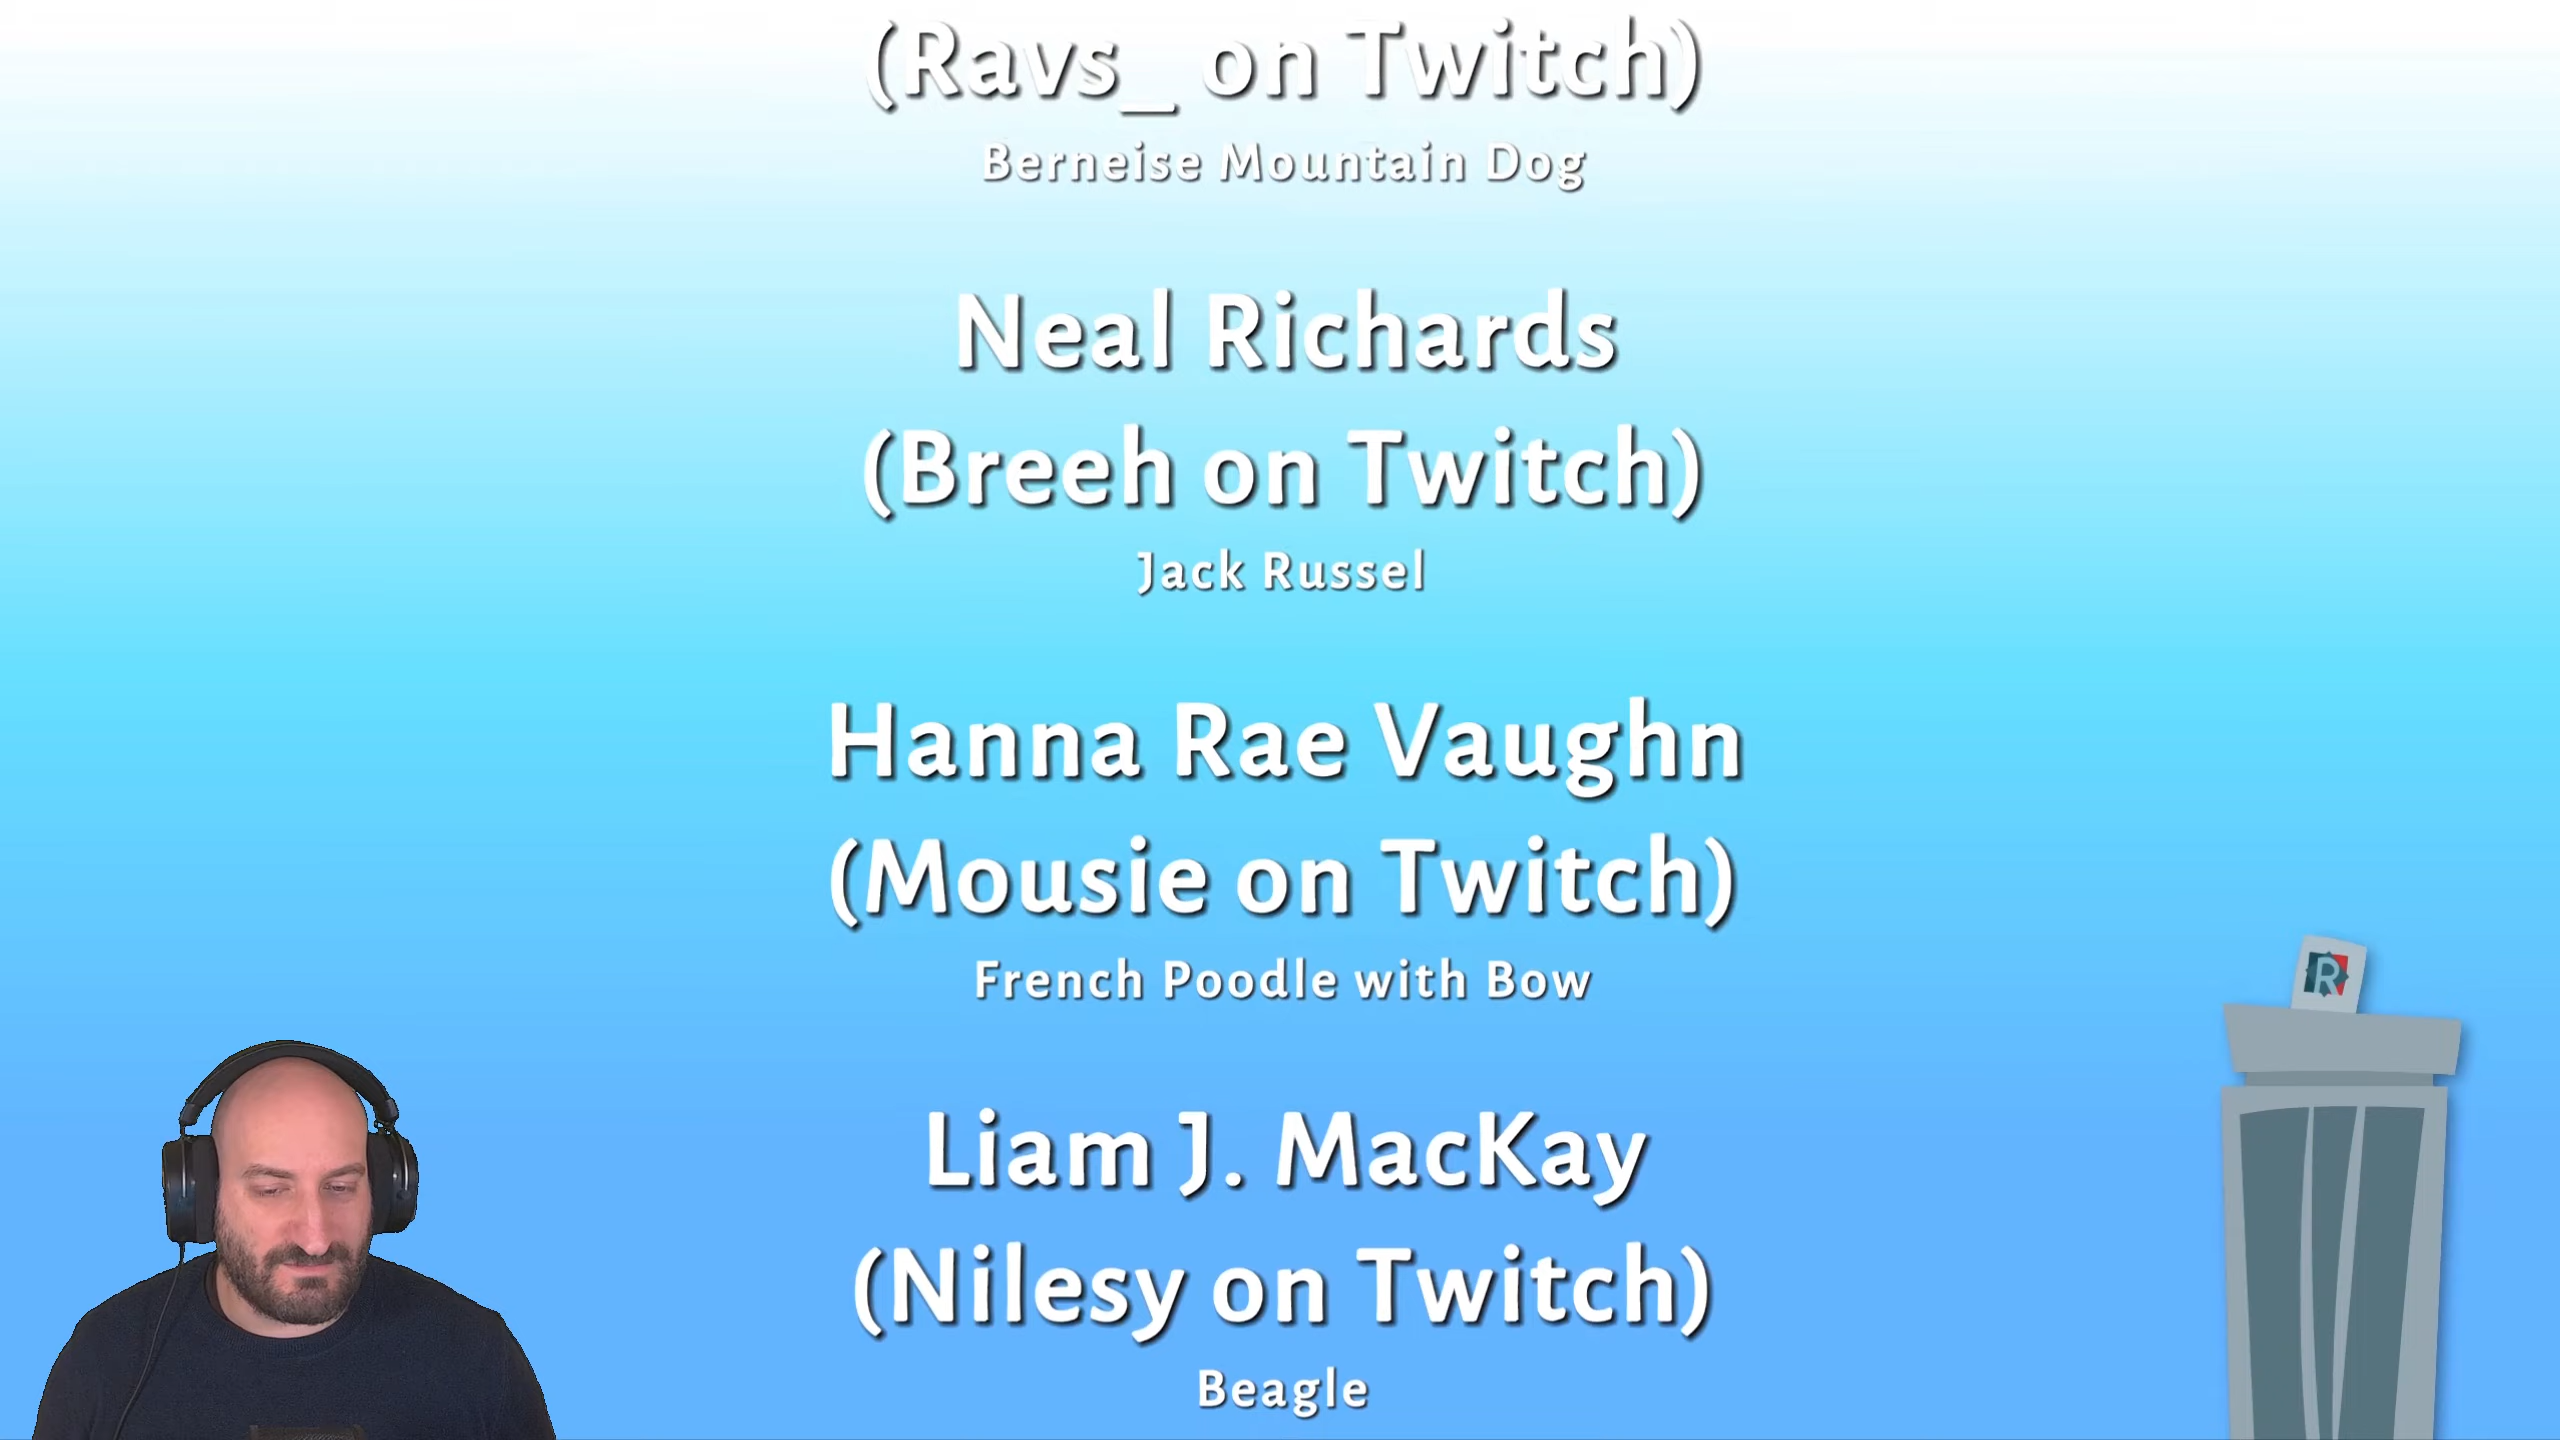 (Ravs_ on Twitch)
Berneise Mountain Dog
Neal Richards
(Breeh on Twitch)
Jack Russel
Hanna Rae Vaughn
(Mousie on Twitch)
French Poodle with Bow
R
Liam J. MacKay
(Nilesy on Twitch)
Beagle